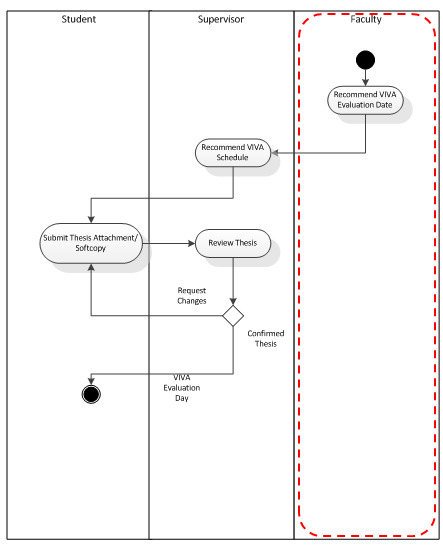 Student
Supervisor
Faculty
Recommend VIVA
Evaluation Date
Recommend VIVA
Schedule
Submit Thesis Attachment/
Softcopy
Review Thesis
Request
Changes
Confirmed
Thesis
VIVA
Evaluation
Day